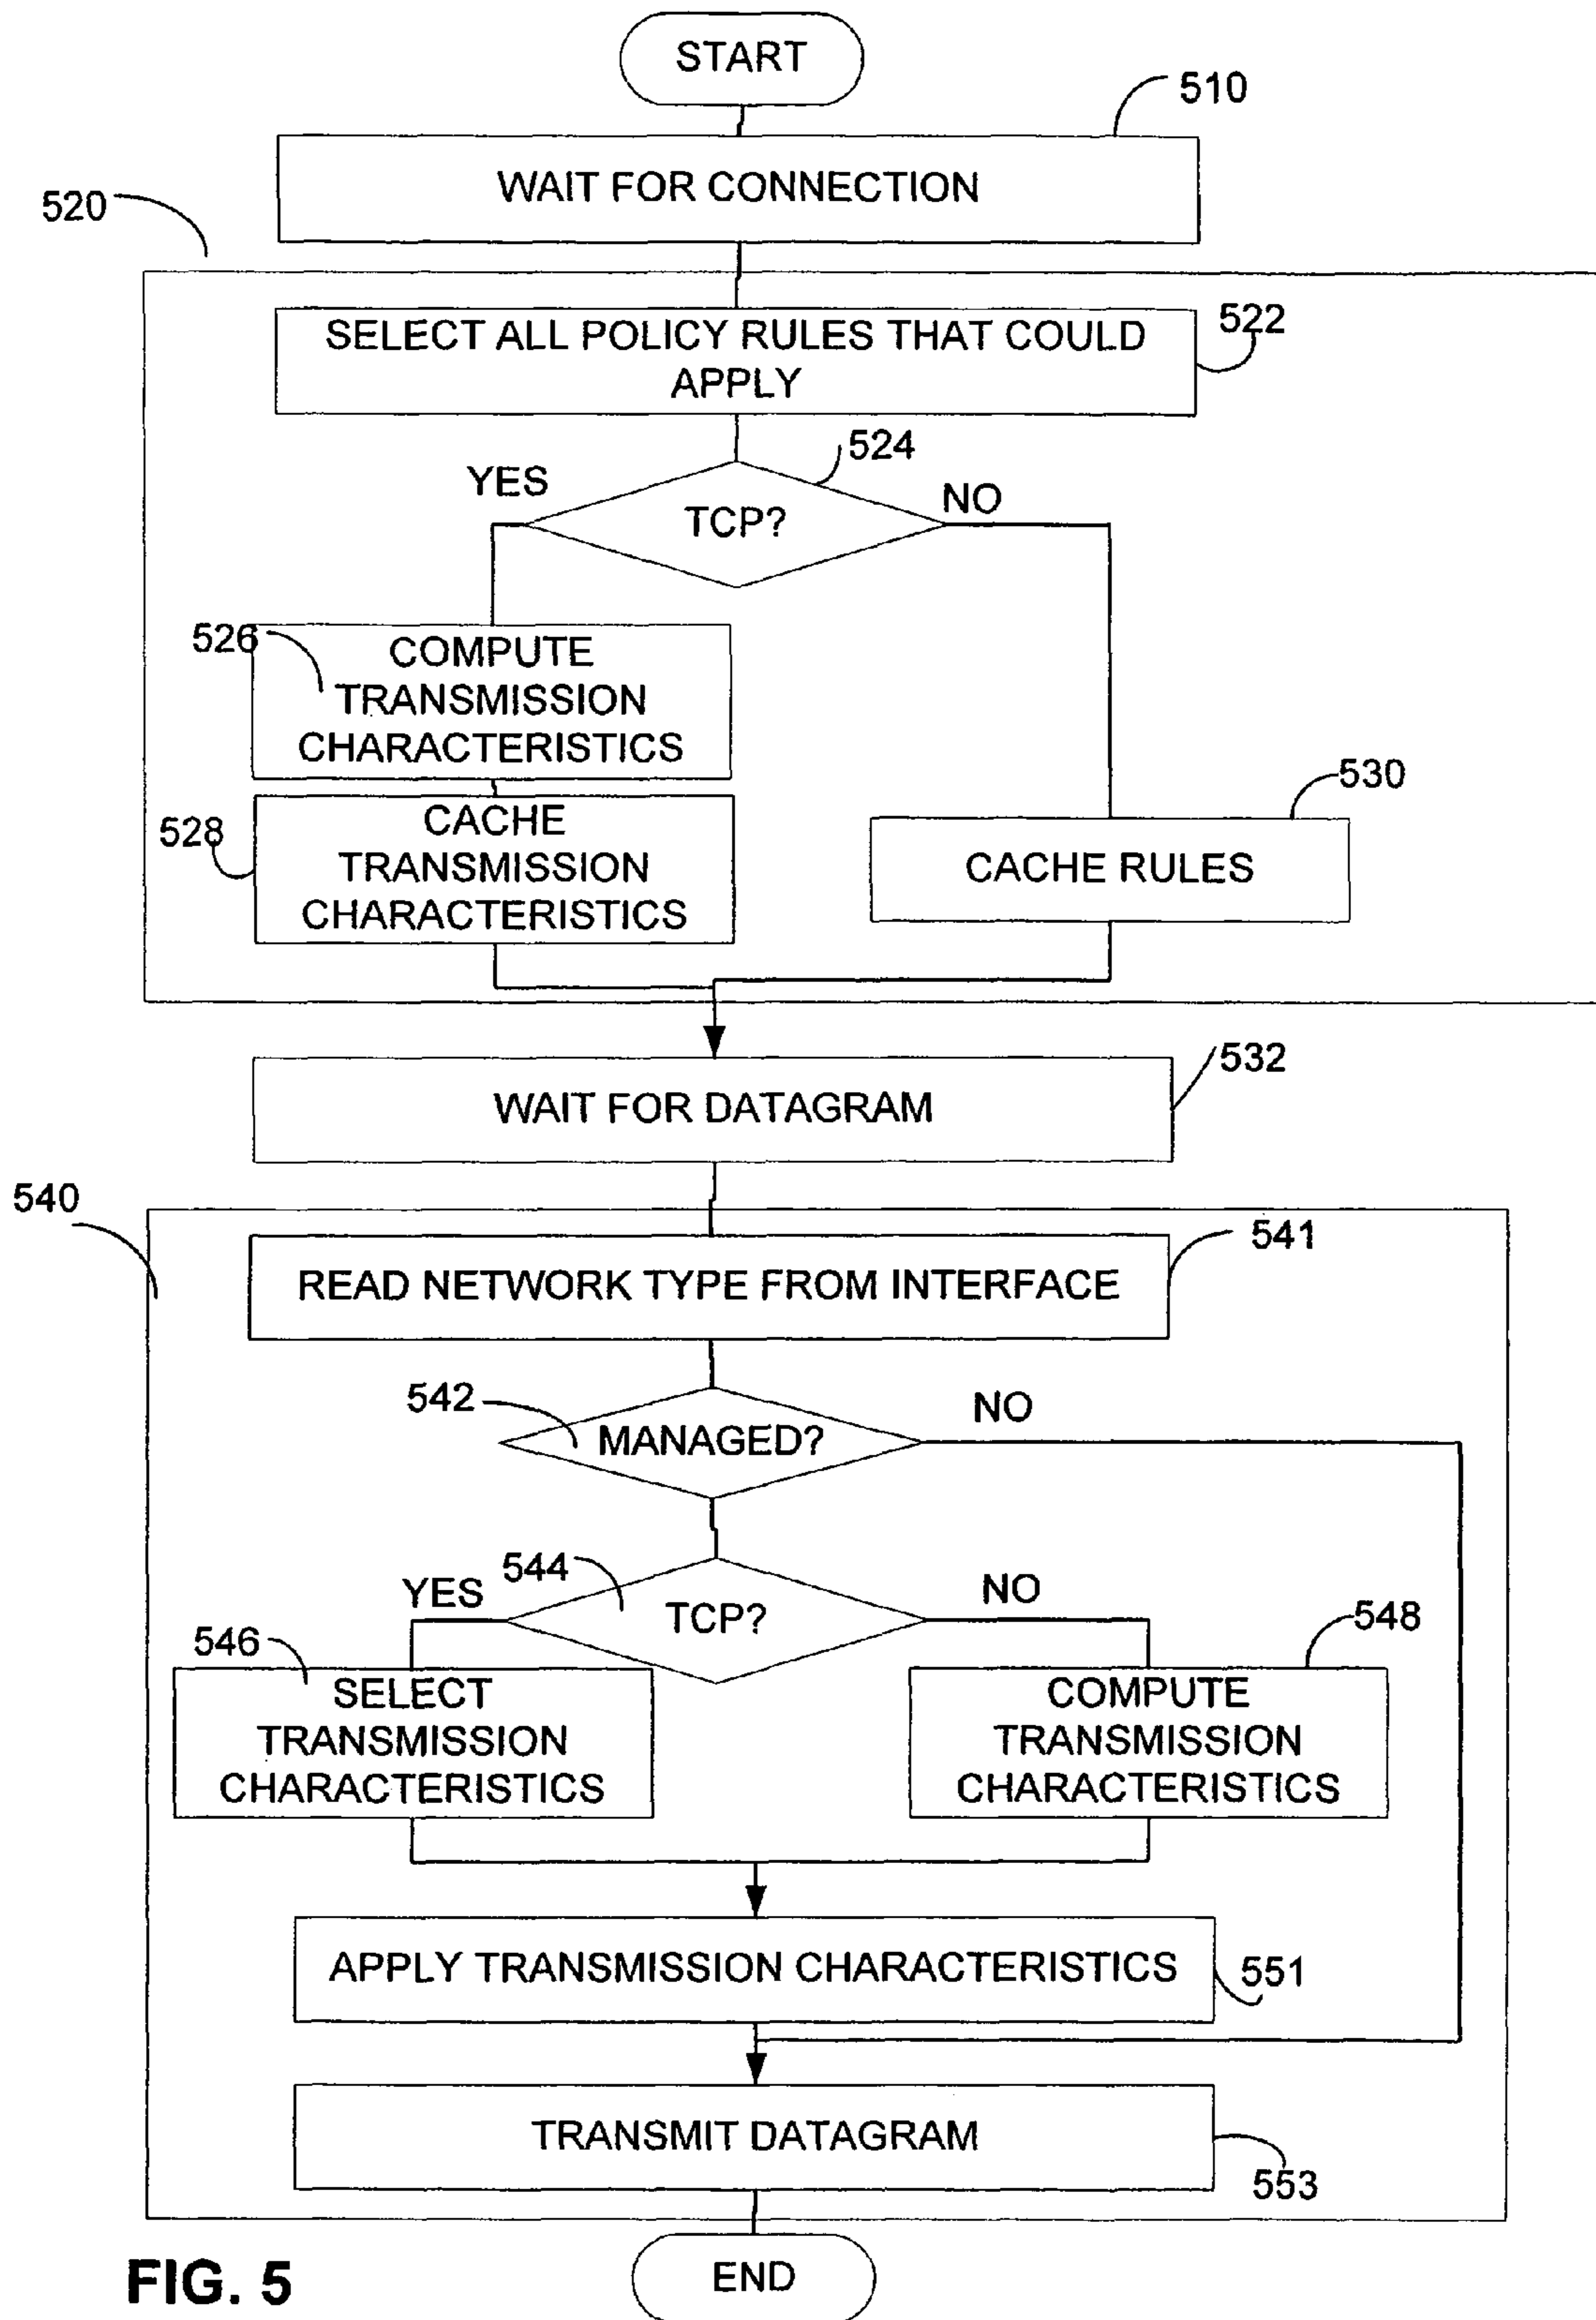 START
510
WAIT FOR CONNECTION
520
SELECT ALL POLICY RULES THAT COULD
APPLY
522
524
YES
NO
TCP?
526
COMPUTE
TRANSMISSION
CHARACTERISTICS
528
CACHE
TRANSMISSION
CHARACTERISTICS
530
CACHE RULES
532
WAIT FOR DATAGRAM
540
541
READ NETWORK TYPE FROM INTERFACE
542
MANAGED?
NO
544
YES
NO
TCP?
546
SELECT
TRANSMISSION
CHARACTERISTICS
548
COMPUTE
TRANSMISSION
CHARACTERISTICS
APPLY TRANSMISSION CHARACTERISTICS
551
TRANSMIT DATAGRAM
553
END
FIG. 5